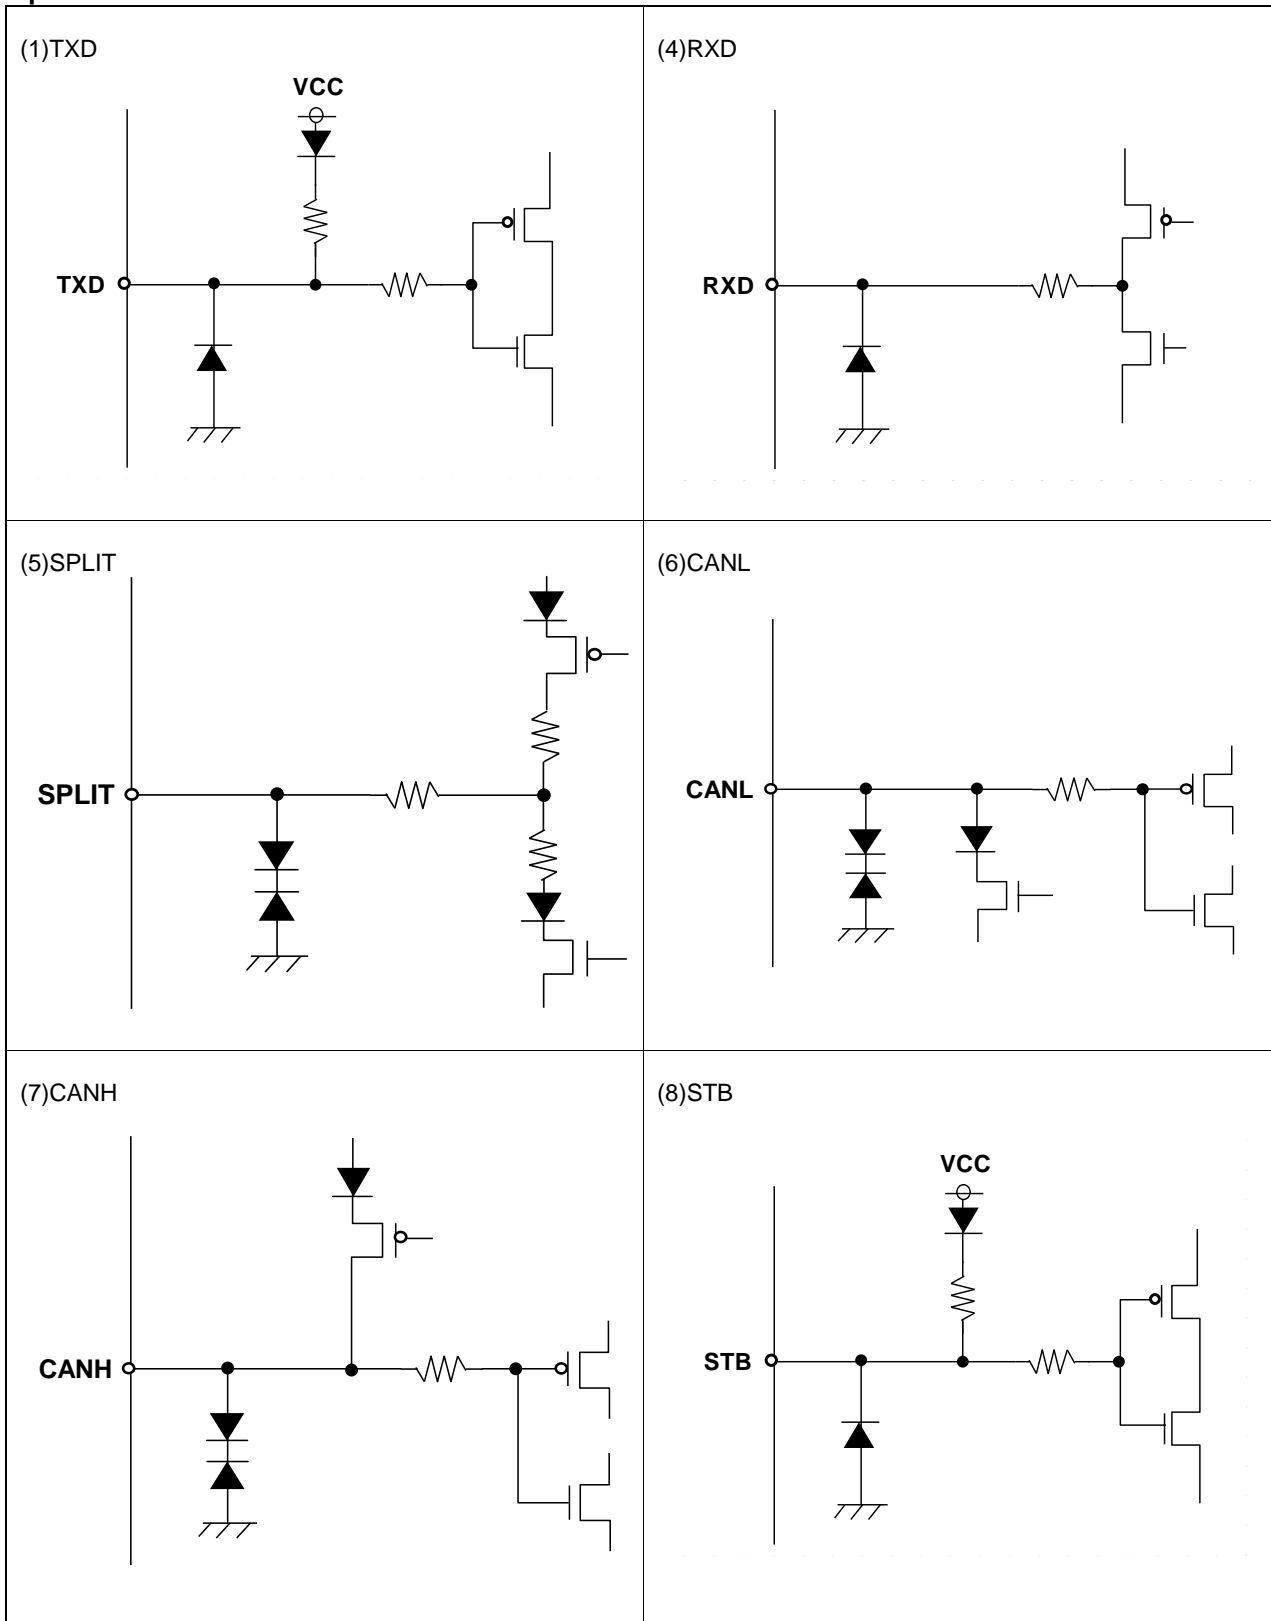 (1)TXD
VCC
TXD
(4)RXD
RXD
(5)SPLIT
SPLIT
(6)CANL
CANL
(7)CANH
CANH
(8)STB
VCC
STB